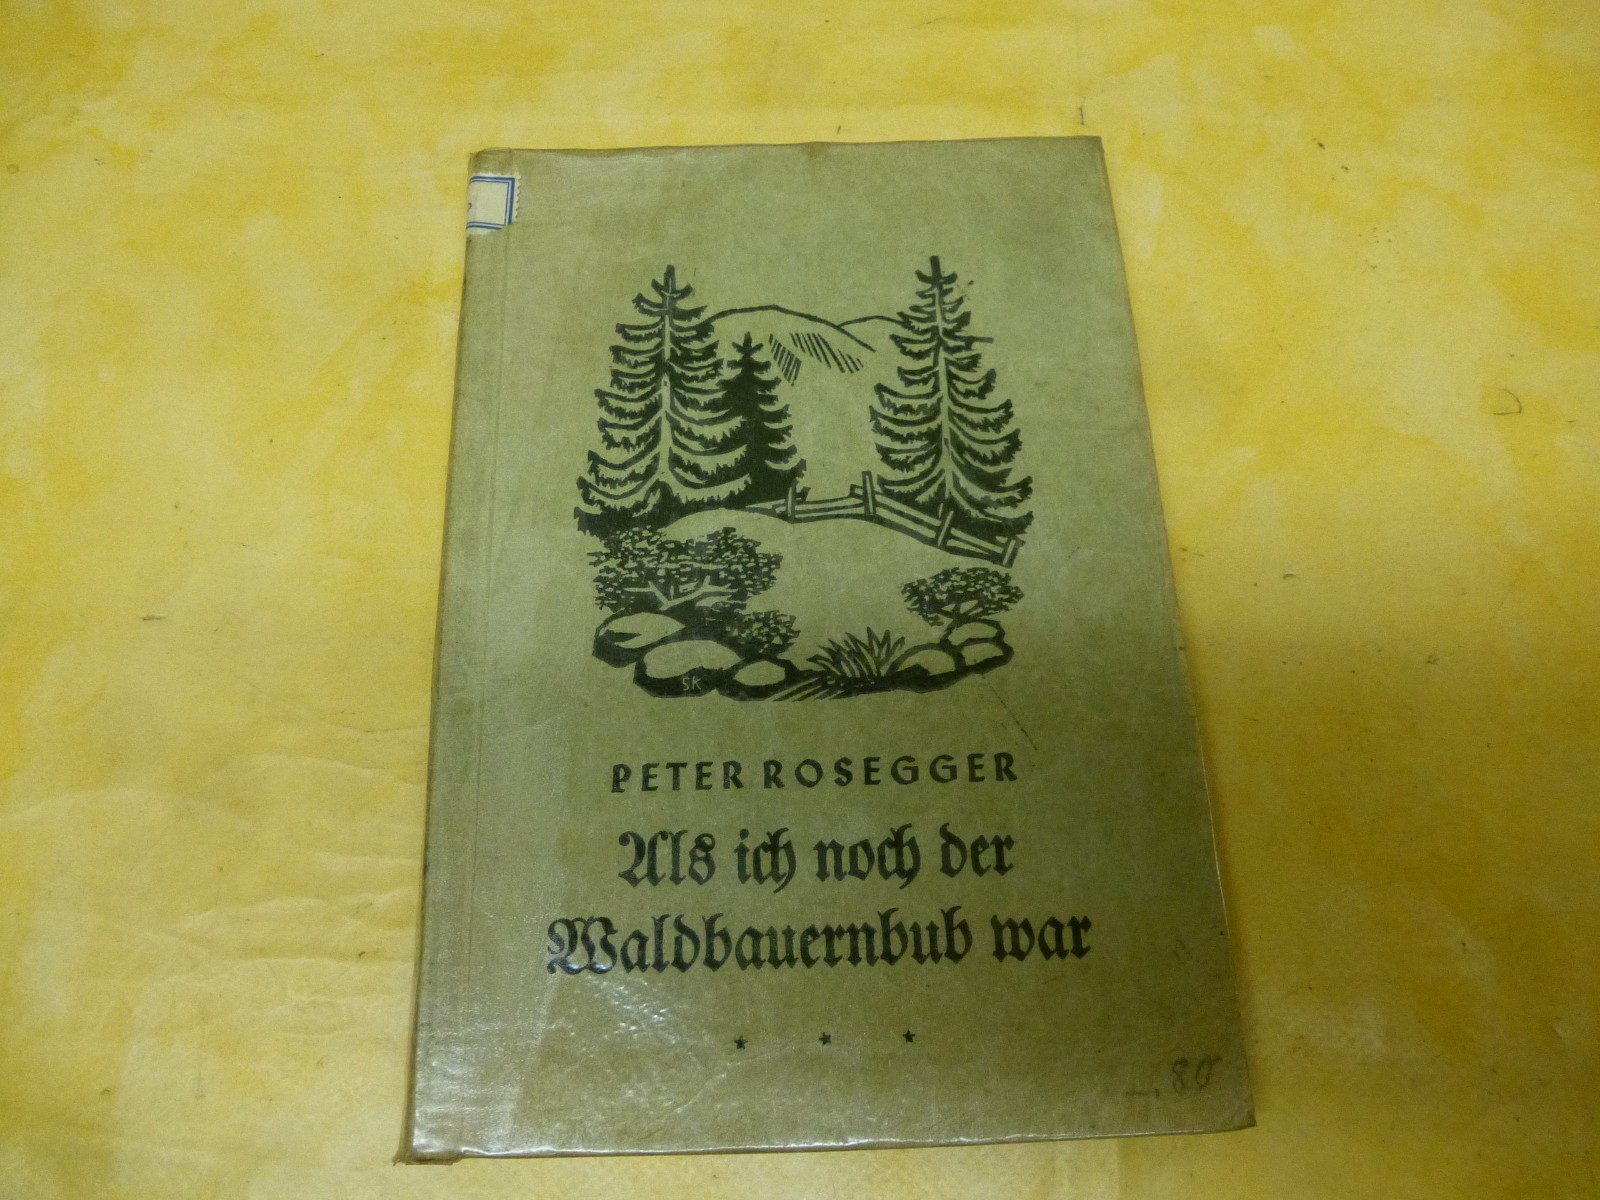 SK
PETER ROSEGGER
Als ich noch der
Waldbauernbub war
* * *
–.80